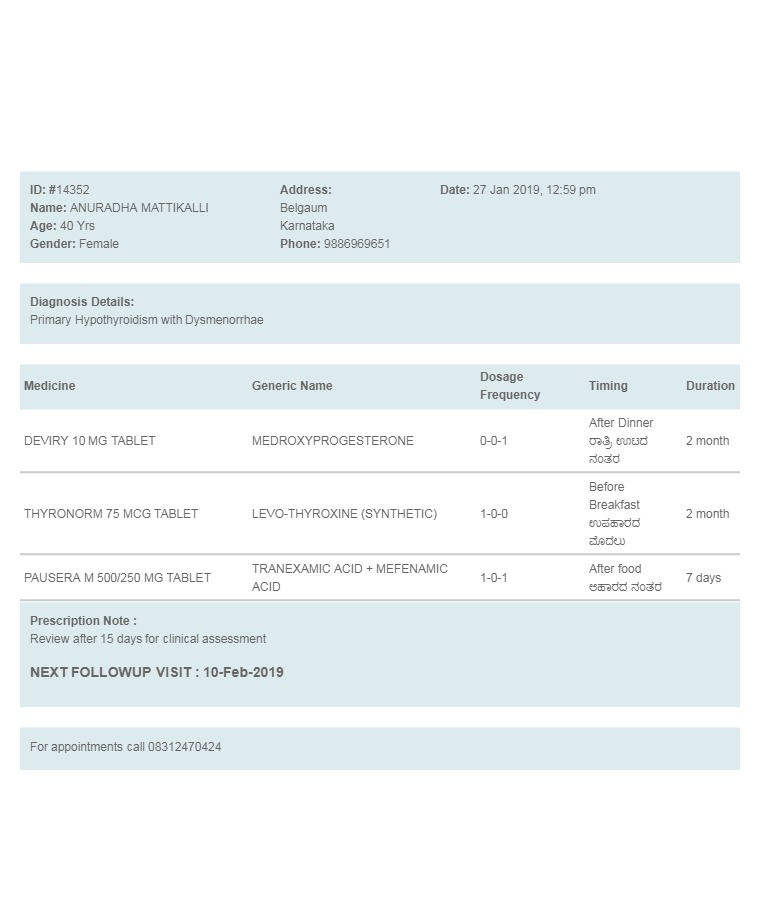 ID: #14352
Name: ANURADHA MATTIKALLI
Age: 40 Yrs
Gender: Female
Address:
Belgaum
Karnataka
Phone: 9886969651
Date: 27 Jan 2019, 12:59 pm
Diagnosis Details:
Primary Hypothyroidism with Dysmenorrhae
Medicine Generic Name Dosage Frequency Timing Duration
DEVIRY 10 MG TABLET MEDROXYPROGESTERONE 0-0-1 After Dinner ರಾತ್ರಿ ಊಟದ ನಂತರ 2 month
THYRONORM 75 MCG TABLET LEVO-THYROXINE (SYNTHETIC) 1-0-0 Before Breakfast ಉಪಹಾರದ ಮೊದಲು 2 month
PAUSERA M 500/250 MG TABLET TRANEXAMIC ACID + MEFENAMIC ACID 1-0-1 After food ಆಹಾರದ ನಂತರ 7 days
Prescription Note :
Review after 15 days for clinical assessment
NEXT FOLLOWUP VISIT : 10-Feb-2019
For appointments call 08312470424